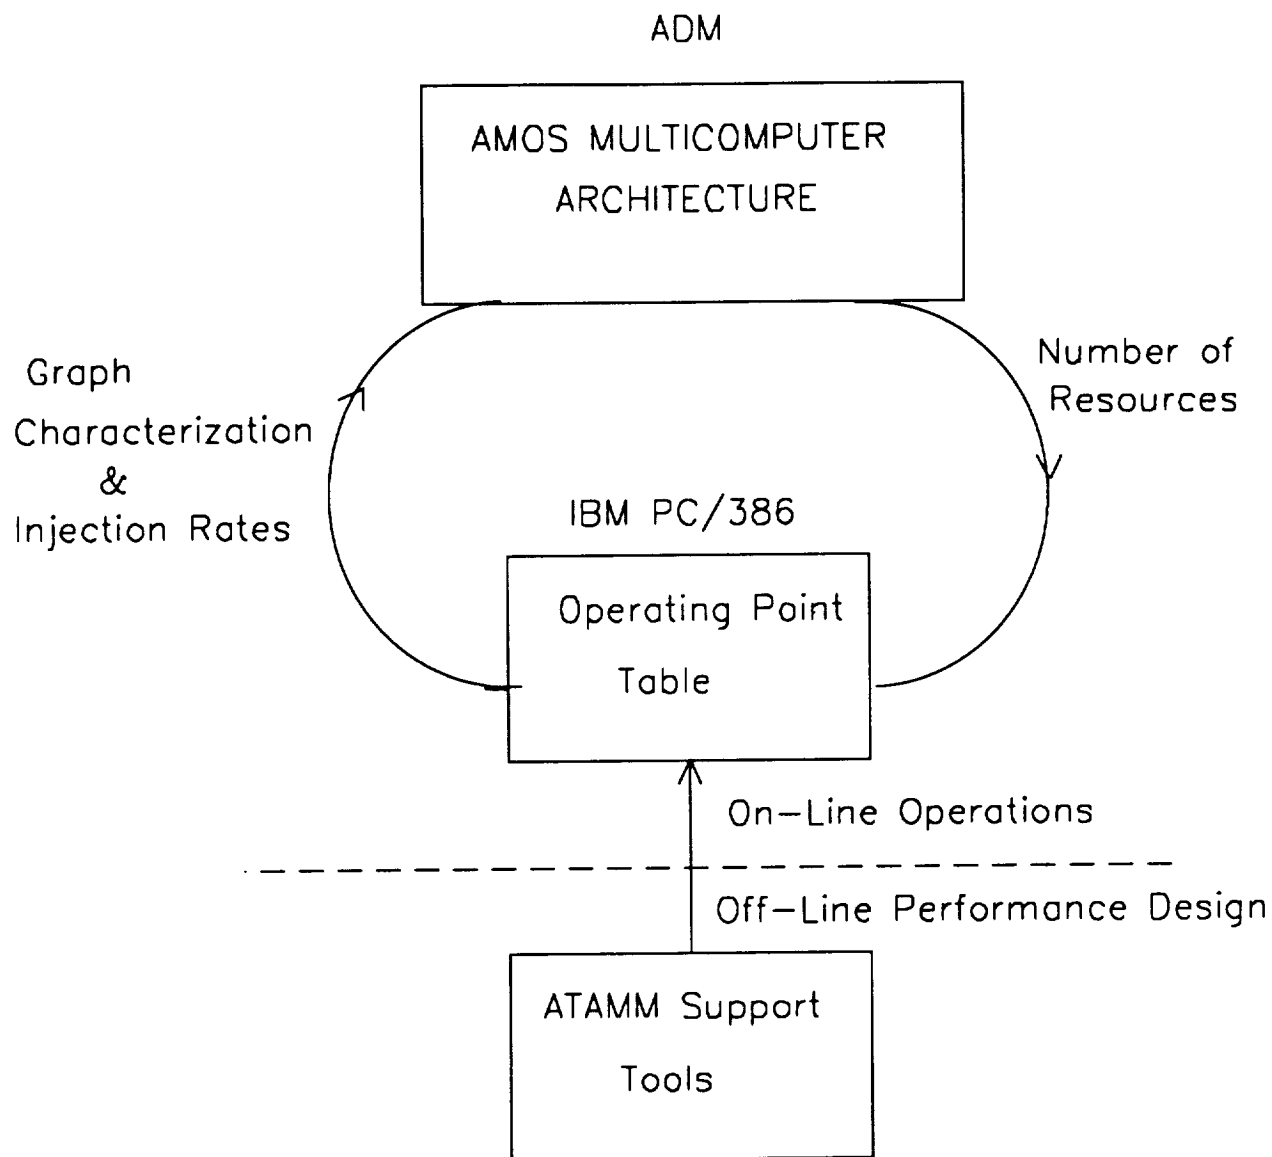 ADM
AMOS MULTICOMPUTER
ARCHITECTURE
Graph
Characterization
&
Injection Rates
Number of
Resources
IBM PC/386
Operating Point
Table
On-Line Operations
Off-Line Performance Design
ATAMM Support
Tools